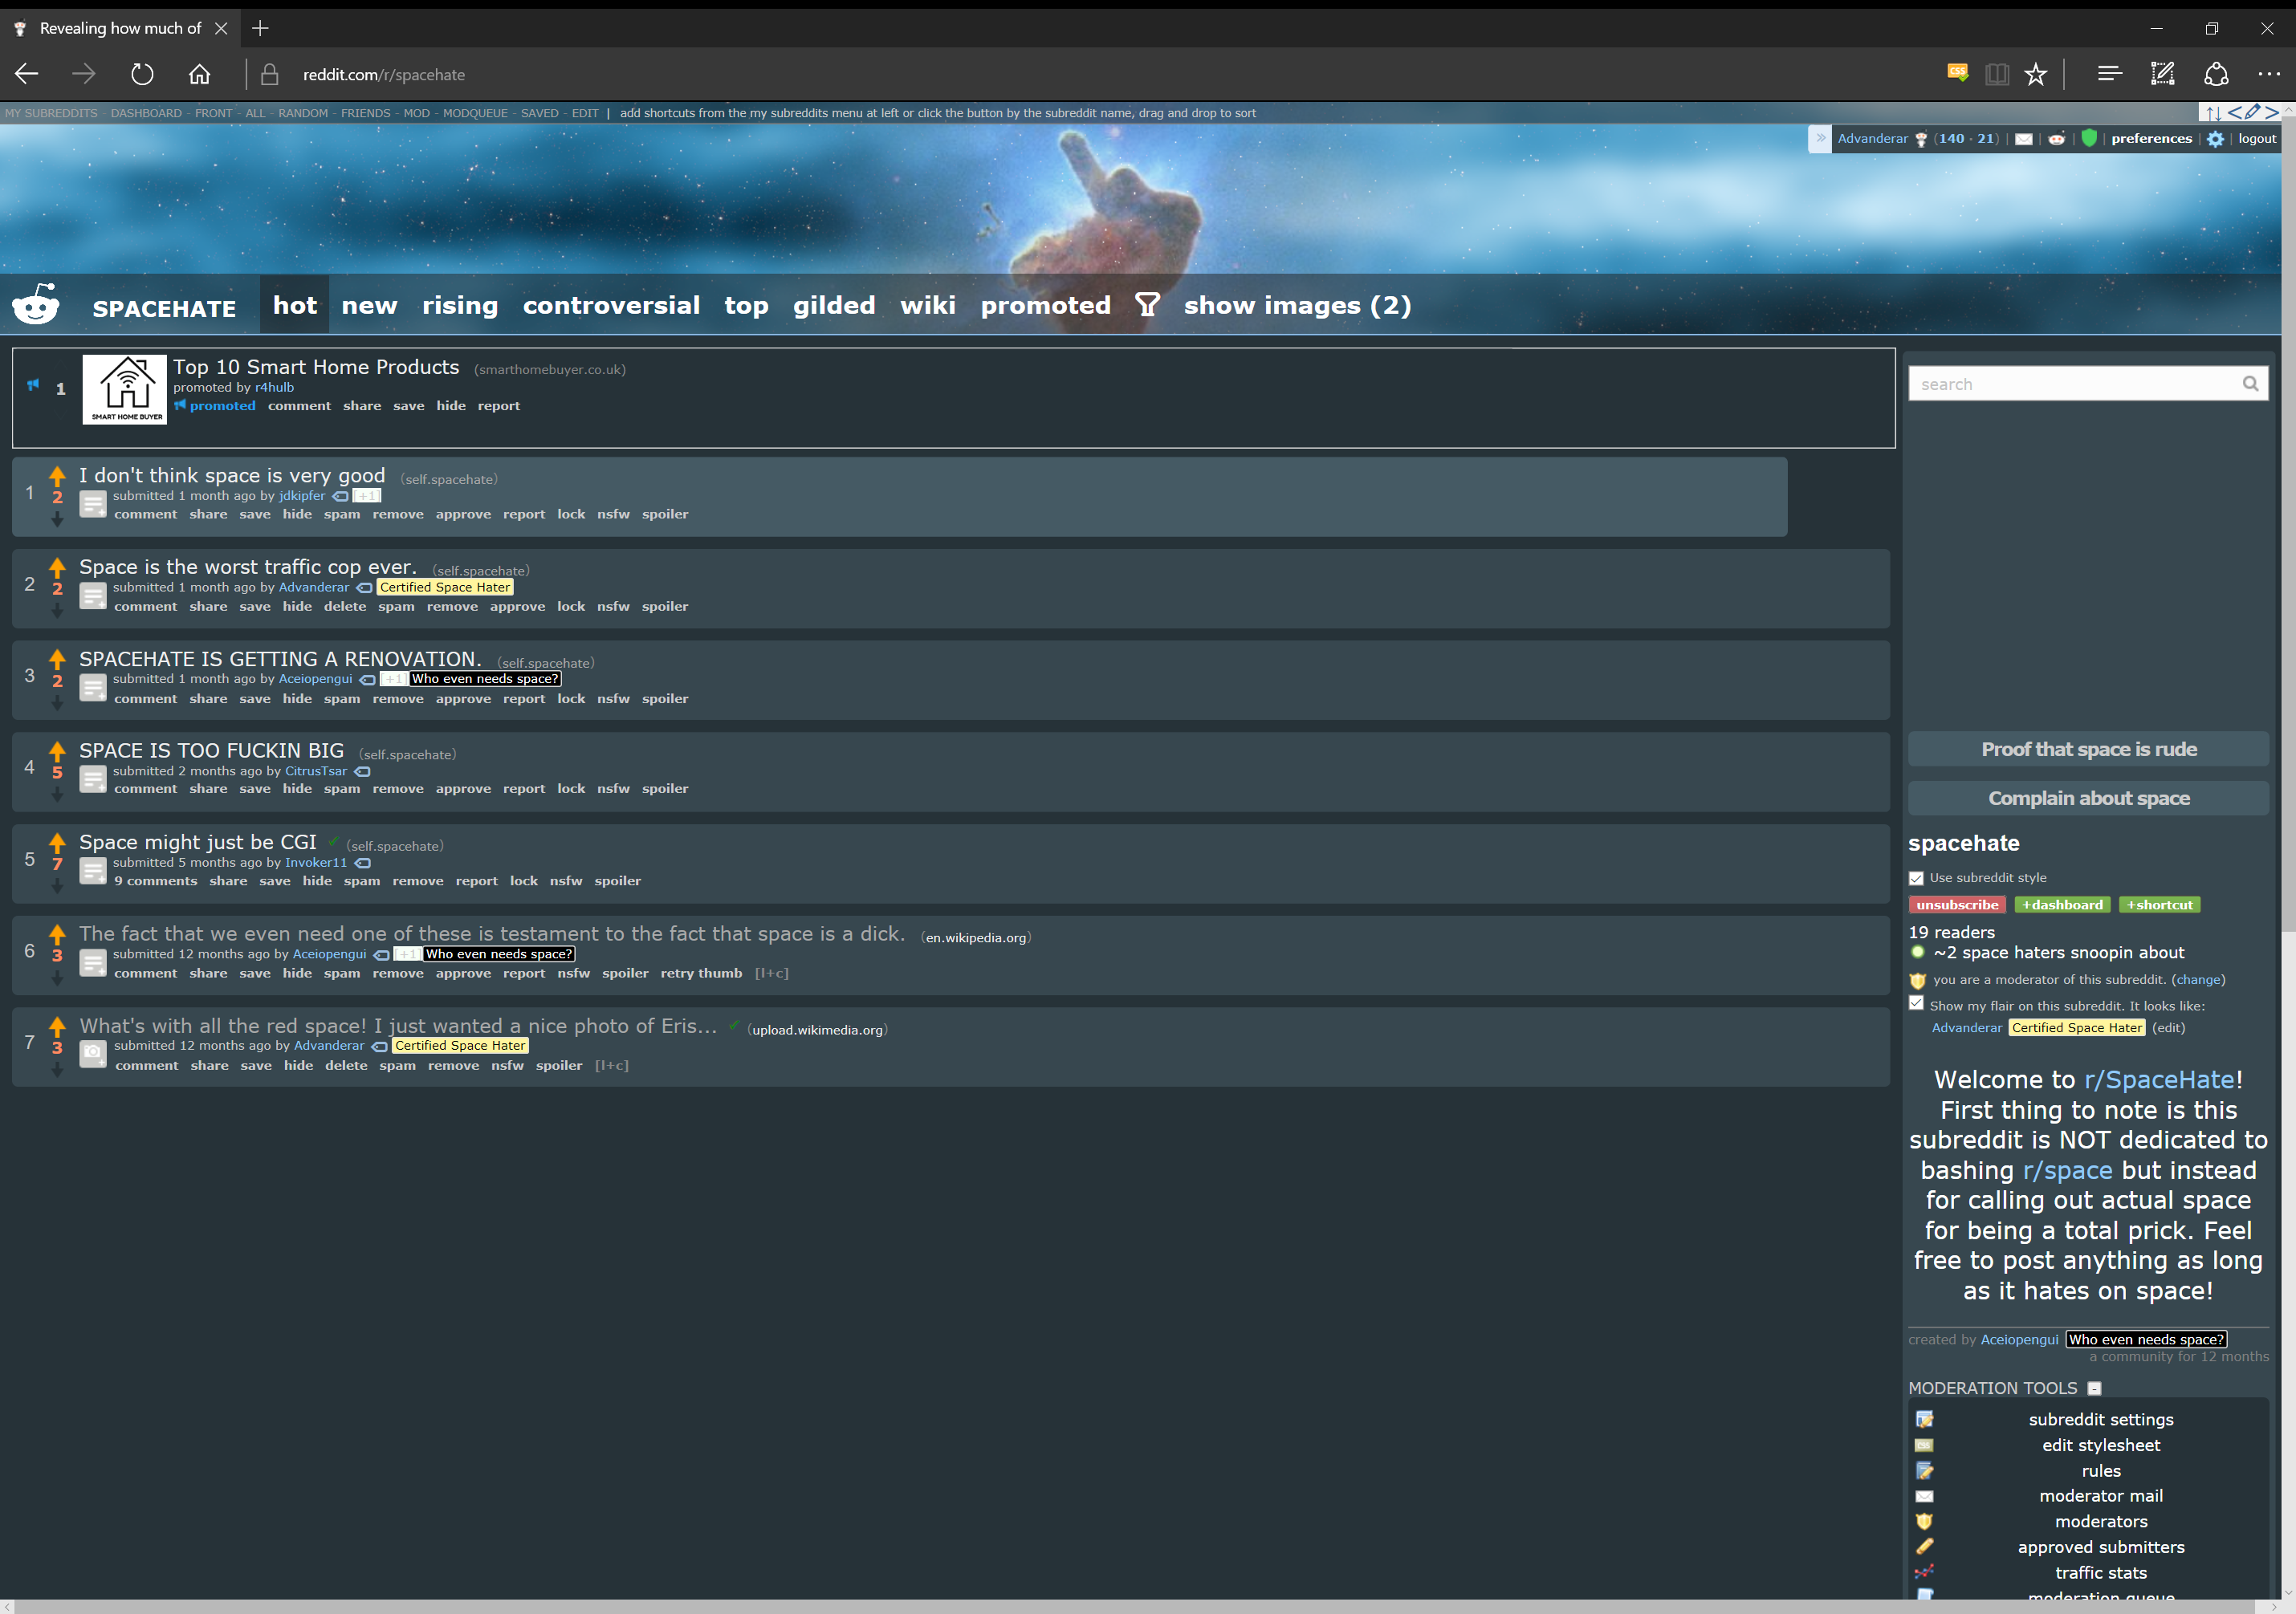 Revealing how much of
reddit.com/r/spacehate
MY SUBREDDITS - DASHBOARD - FRONT - ALL - RANDOM - FRIENDS - MOD - MODQUEUE - SAVED - EDIT | add shortcuts from the my subreddits menu at left or click the button by the subreddit name, drag and drop to sort
Advanderar (140 · 21) | | | | preferences | | logout
SPACEHATE hot new rising controversial top gilded wiki promoted show images (2)
1
SMART HOME BUYER
Top 10 Smart Home Products (smarthomebuyer.co.uk)
promoted by r4hulb
promoted comment share save hide report
search
1
2
I don't think space is very good (self.spacehate)
submitted 1 month ago by jdkipfer [+1]
comment share save hide spam remove approve report lock nsfw spoiler
2
2
Space is the worst traffic cop ever. (self.spacehate)
submitted 1 month ago by Advanderar Certified Space Hater
comment share save hide delete spam remove approve lock nsfw spoiler
3
2
SPACEHATE IS GETTING A RENOVATION. (self.spacehate)
submitted 1 month ago by Aceiopengui [+1] Who even needs space?
comment share save hide spam remove approve report lock nsfw spoiler
4
5
SPACE IS TOO FUCKIN BIG (self.spacehate)
submitted 2 months ago by CitrusTsar
comment share save hide spam remove approve report lock nsfw spoiler
5
7
Space might just be CGI (self.spacehate)
submitted 5 months ago by Invoker11
9 comments share save hide spam remove report lock nsfw spoiler
6
3
The fact that we even need one of these is testament to the fact that space is a dick. (en.wikipedia.org)
submitted 12 months ago by Aceiopengui [+1] Who even needs space?
comment share save hide spam remove approve report nsfw spoiler retry thumb [l+c]
7
3
What's with all the red space! I just wanted a nice photo of Eris... (upload.wikimedia.org)
submitted 12 months ago by Advanderar Certified Space Hater
comment share save hide delete spam remove nsfw spoiler [l+c]
Proof that space is rude
Complain about space
spacehate
Use subreddit style
unsubscribe +dashboard +shortcut
19 readers
~2 space haters snoopin about
you are a moderator of this subreddit. (change)
Show my flair on this subreddit. It looks like:
Advanderar Certified Space Hater (edit)
Welcome to r/SpaceHate!
First thing to note is this
subreddit is NOT dedicated to
bashing r/space but instead
for calling out actual space
for being a total prick. Feel
free to post anything as long
as it hates on space!
created by Aceiopengui Who even needs space?
a community for 12 months
MODERATION TOOLS -
subreddit settings
CSS edit stylesheet
rules
moderator mail
moderators
approved submitters
traffic stats
moderation queue